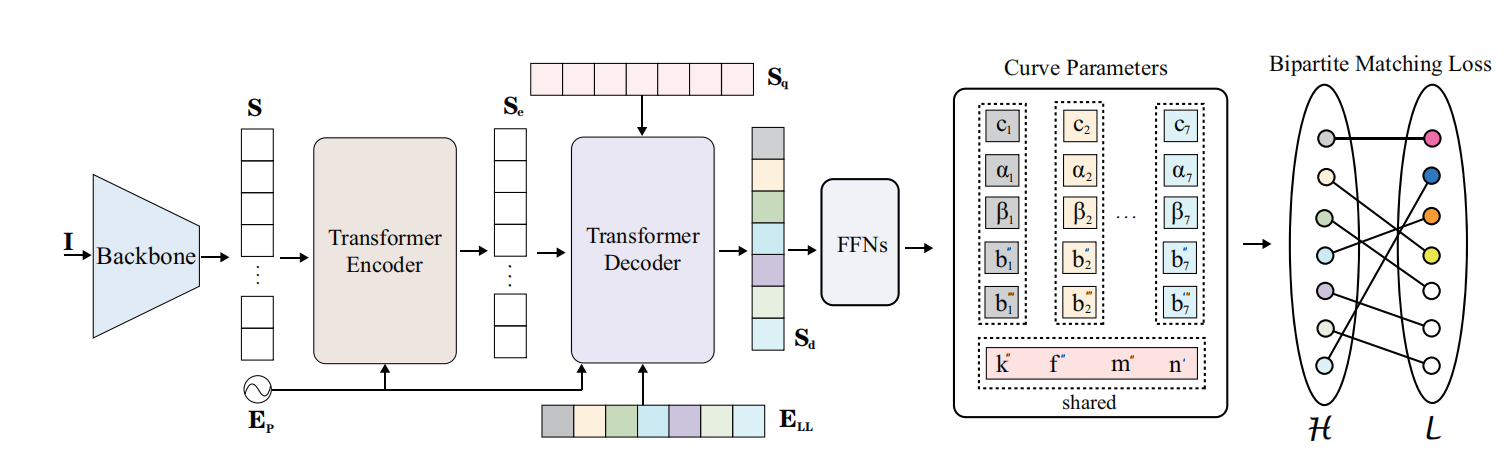 I
Backbone
S
⋮
E_P
Transformer
Encoder
S_e
⋮
S_q
Transformer
Decoder
S_d
E_LL
FFNs
Curve Parameters
c_1 c_2 c_7
α_1 α_2 α_7
β_1 β_2 ... β_7
b''_1 b''_2 b''_7
b'''_1 b'''_2 b'''_7
k'' f'' m'' n'
shared
Bipartite Matching Loss
H L